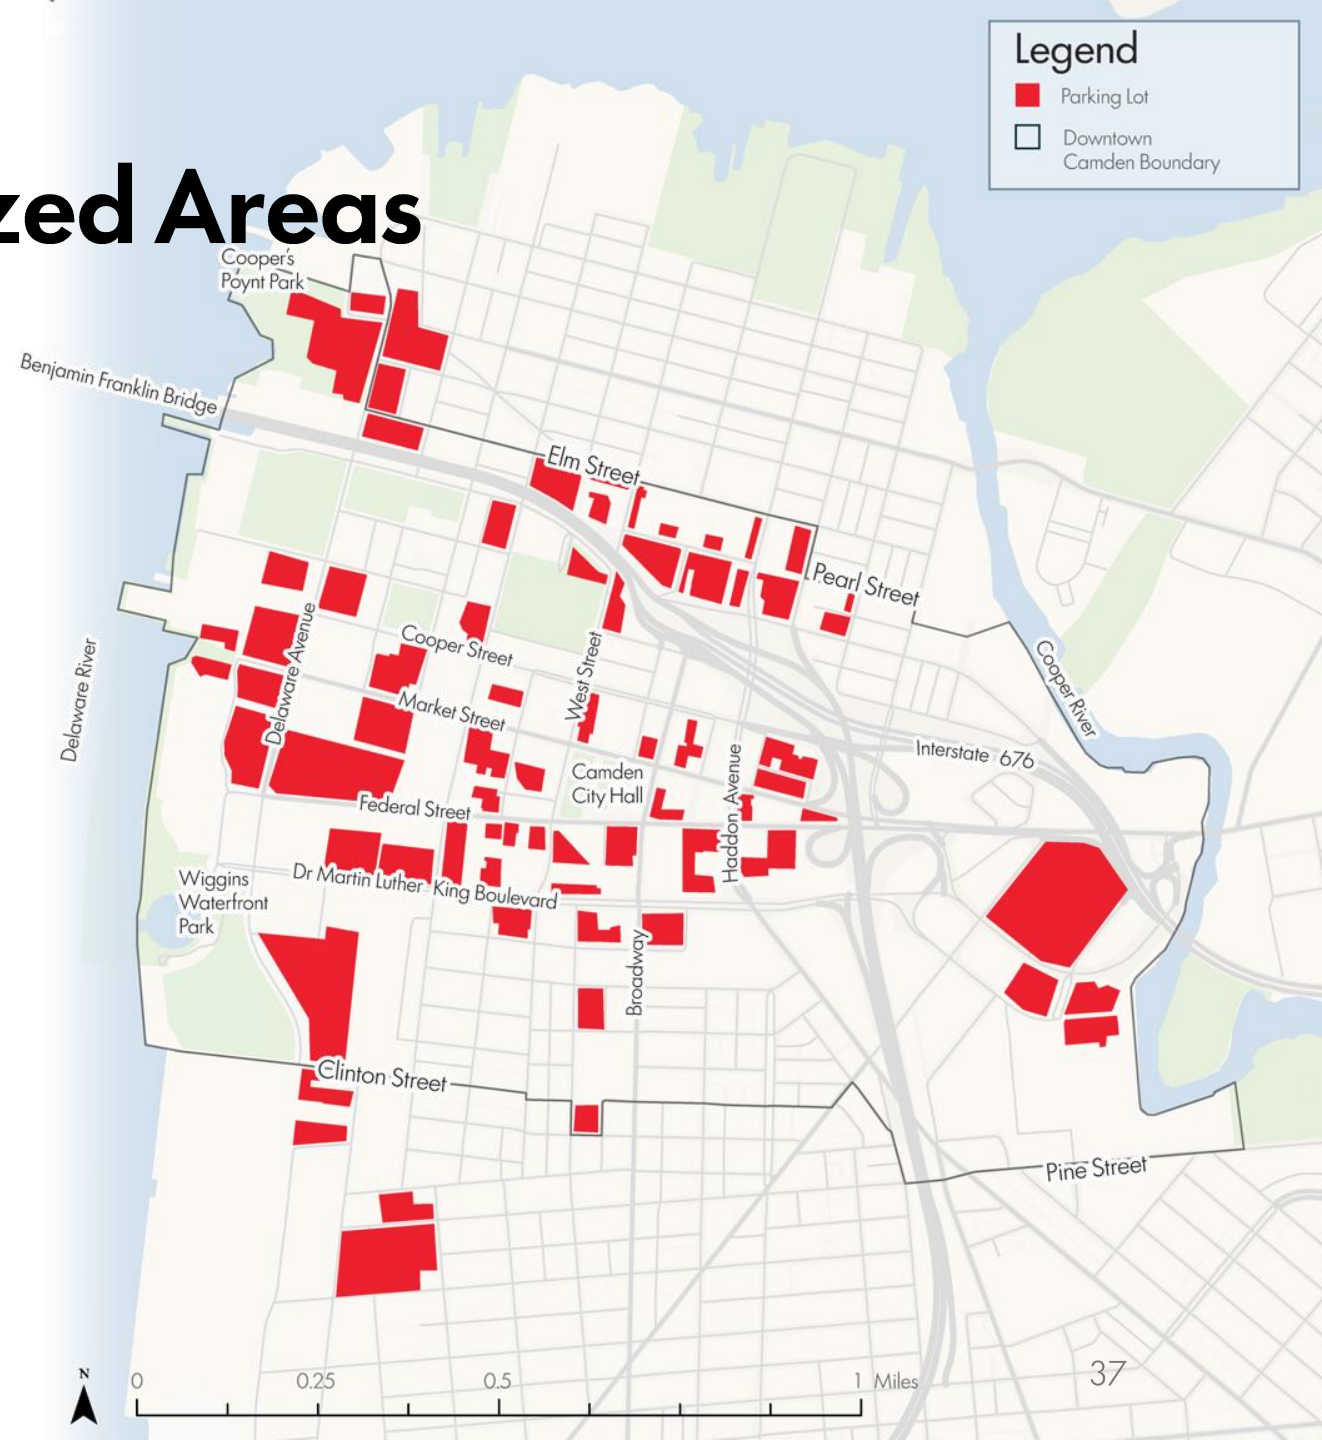 Legend
Parking Lot
Downtown
Camden Boundary
zed Areas
Cooper's
Poynt Park
Benjamin Franklin Bridge
Elm Street
Pearl Street
Cooper Street
Delaware Avenue
West Street
Delaware River
Cooper River
Market Street
Interstate 676
Camden
City Hall
Haddon Avenue
Federal Street
Dr Martin Luther King Boulevard
Wiggins
Waterfront
Park
Broadway
Clinton Street
Pine Street
37
N
0 0.25 0.5 1 Miles